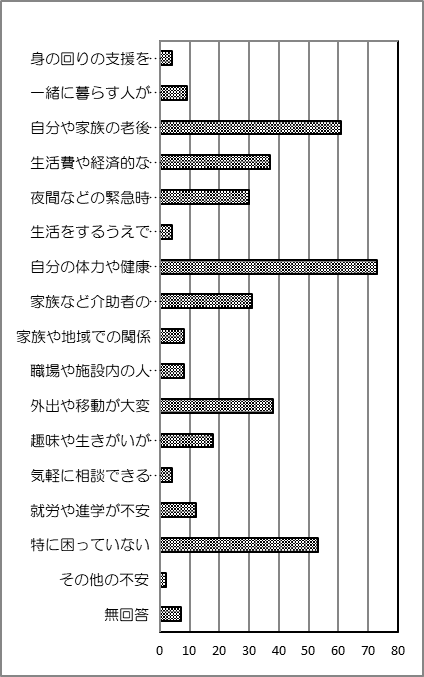 身の回りの支援を…
一緒に暮らす人が…
自分や家族の老後…
生活費や経済的な…
夜間などの緊急時…
生活をするうえで…
自分の体力や健康…
家族など介助者の…
家族や地域での関係
職場や施設内の人…
外出や移動が大変
趣味や生きがいが…
気軽に相談できる…
就労や進学が不安
特に困っていない
その他の不安
無回答
0 10 20 30 40 50 60 70 80